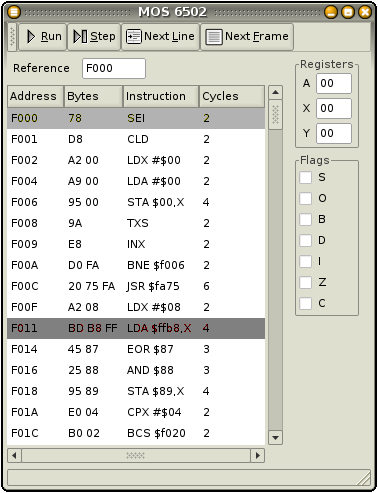 MOS 6502
Run Step Next Line Next Frame
Reference F000
Address Bytes Instruction Cycles
F000 78 SEI 2
F001 D8 CLD 2
F002 A2 00 LDX #$00 2
F004 A9 00 LDA #$00 2
F006 95 00 STA $00,X 4
F008 9A TXS 2
F009 E8 INX 2
F00A D0 FA BNE $f006 2
F00C 20 75 FA JSR $fa75 6
F00F A2 08 LDX #$08 2
F011 BD B8 FF LDA $ffb8,X 4
F014 45 87 EOR $87 3
F016 25 88 AND $88 3
F018 95 89 STA $89,X 4
F01A E0 04 CPX #$04 2
F01C B0 02 BCS $f020 2
Registers
A 00
X 00
Y 00
Flags
S
O
B
D
I
Z
C